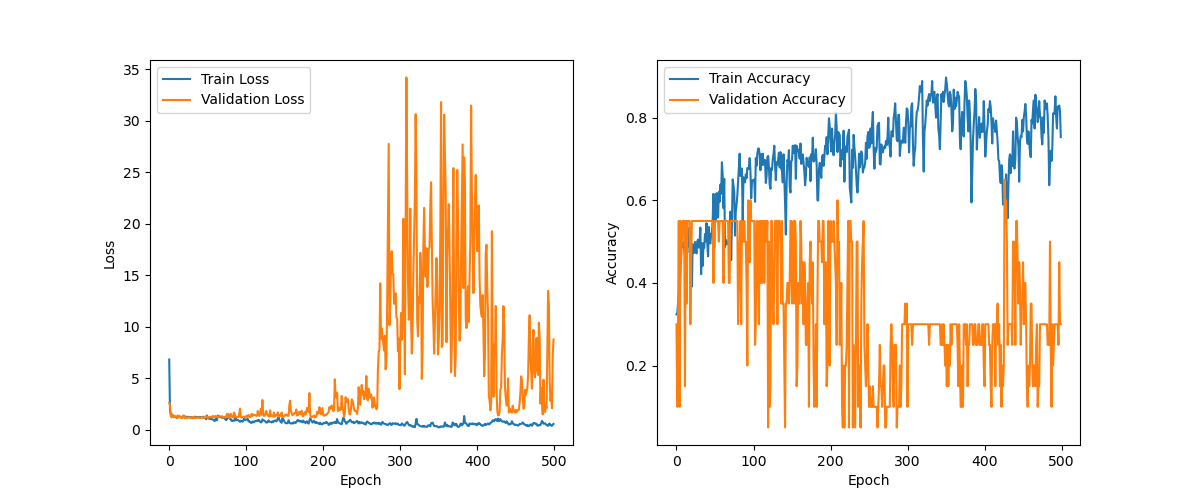 Train Loss
Validation Loss
35
30
25
20
15
10
5
0
Loss
0 100 200 300 400 500
Epoch
Train Accuracy
Validation Accuracy
0.8
0.6
0.4
0.2
Accuracy
0 100 200 300 400 500
Epoch